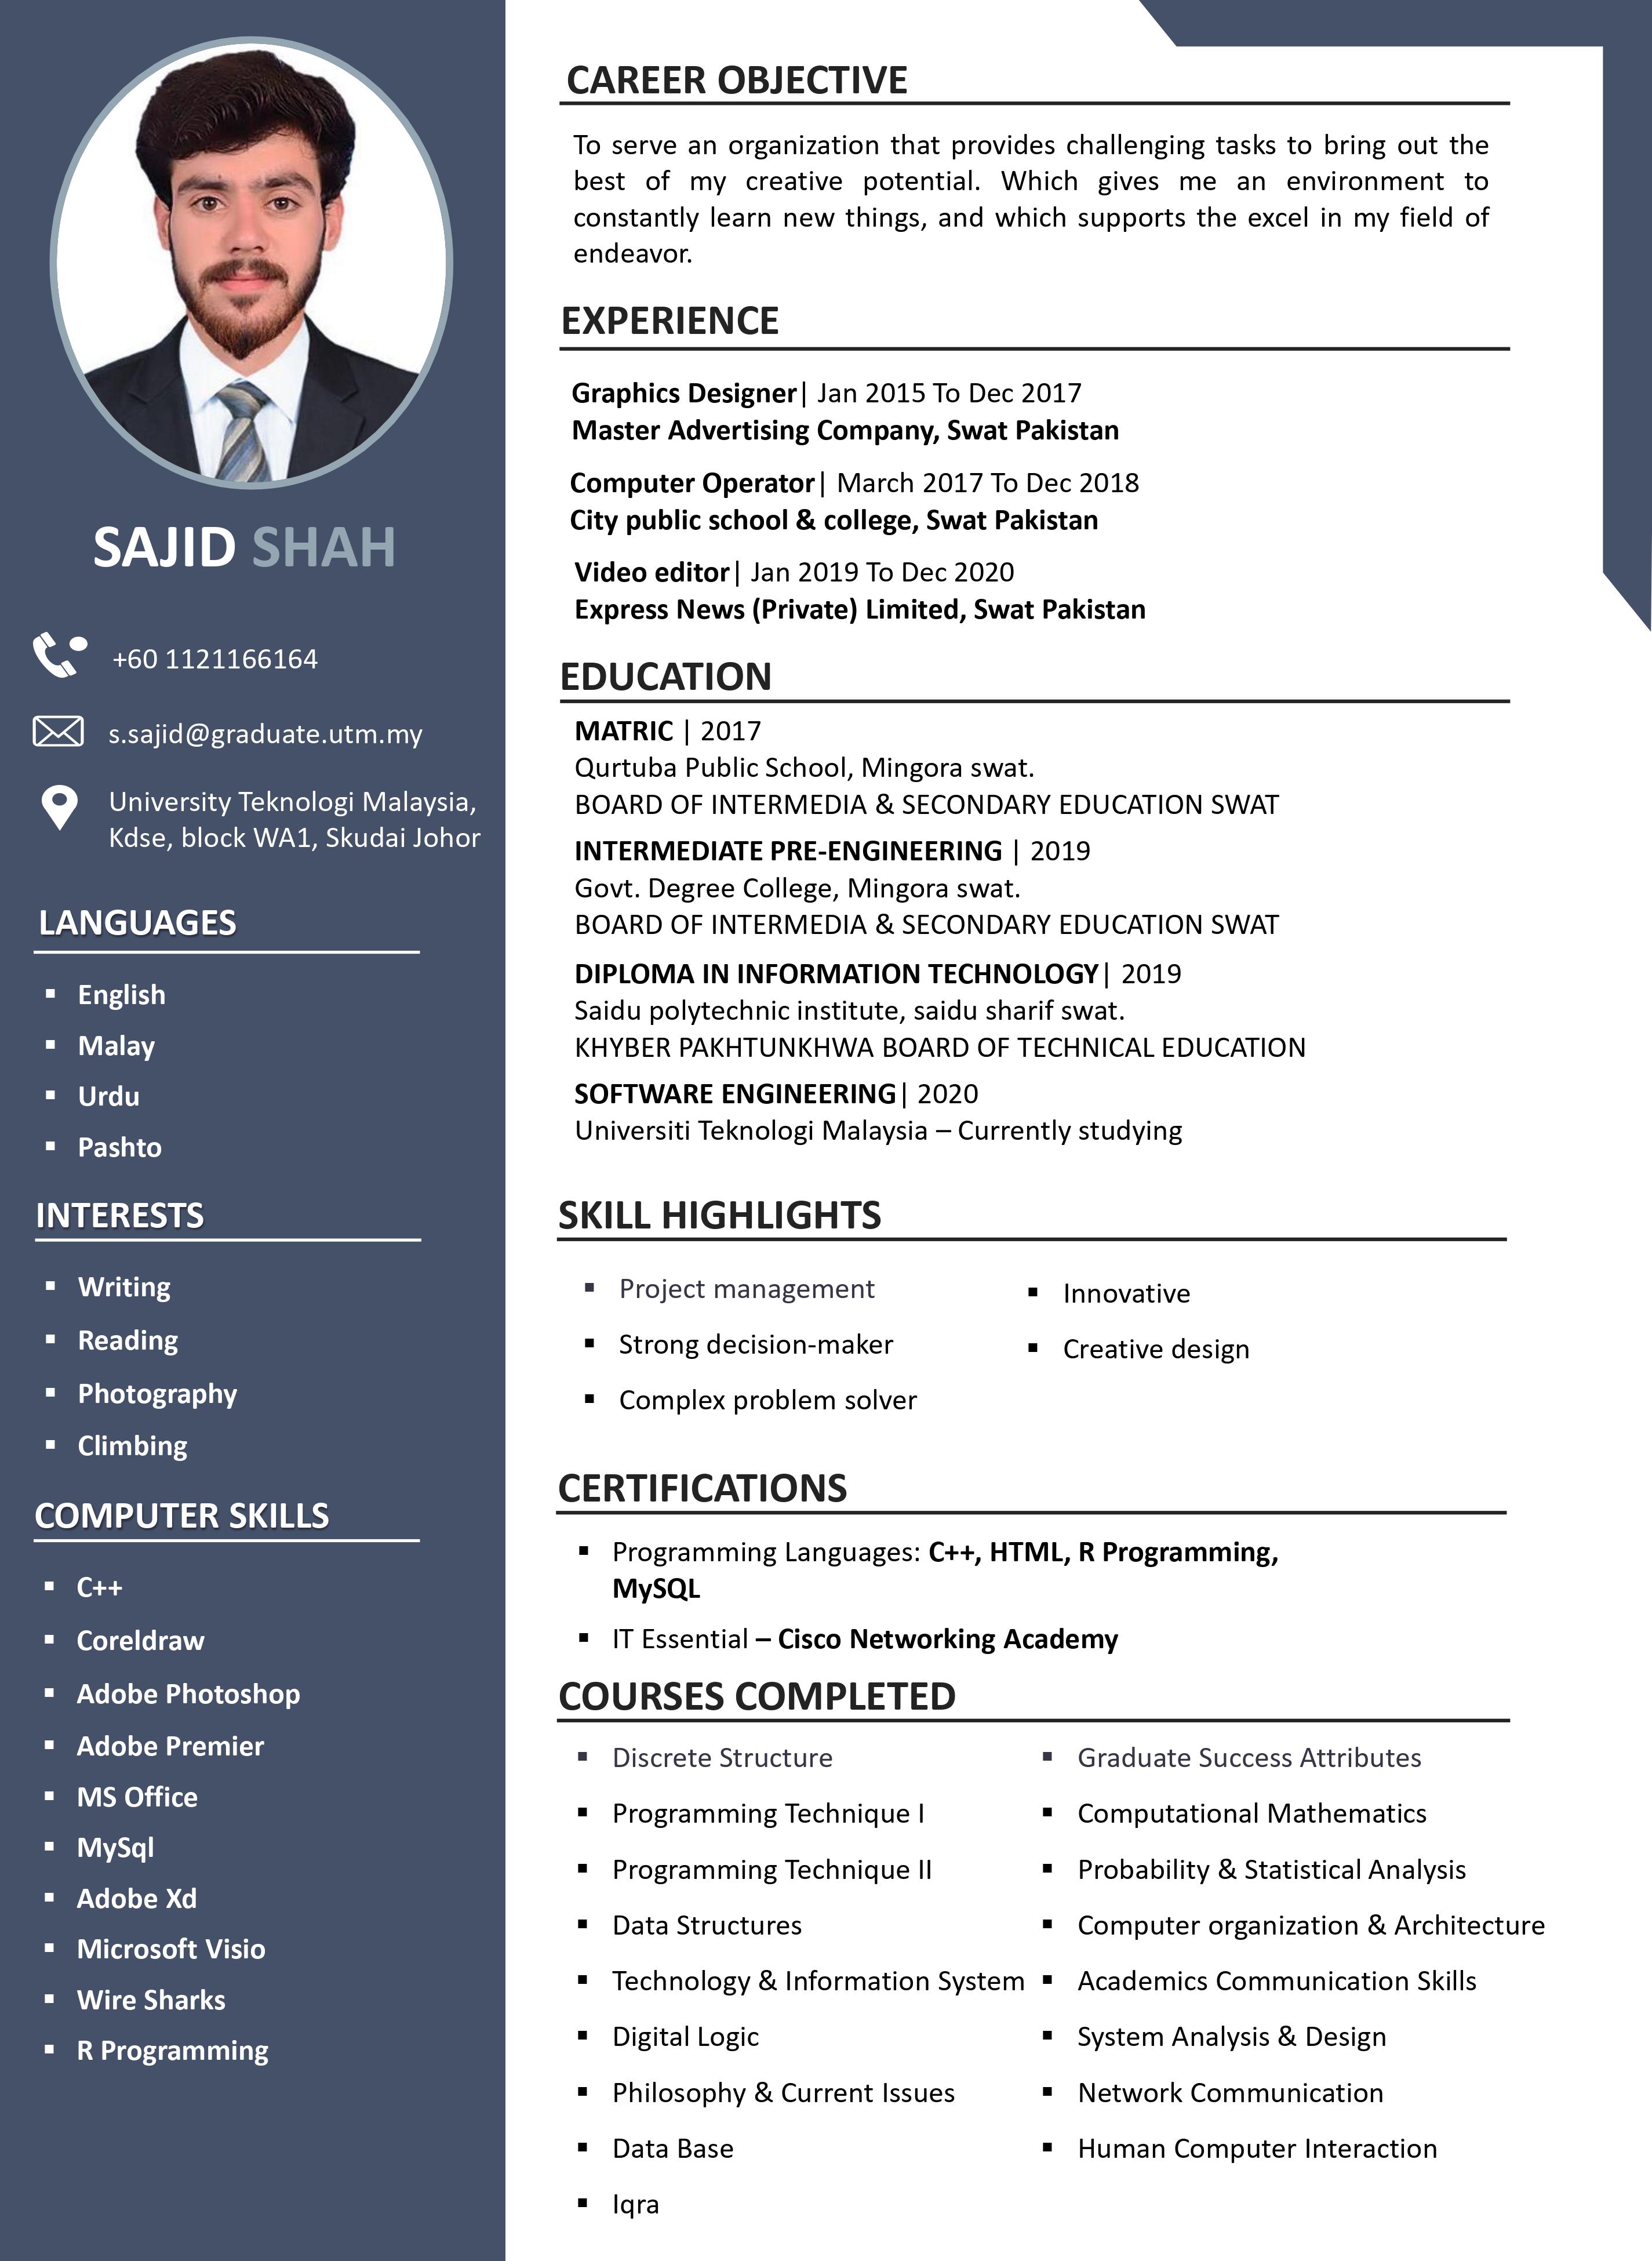 SAJID SHAH
+60 1121166164
s.sajid@graduate.utm.my
University Teknologi Malaysia,
Kdse, block WA1, Skudai Johor
LANGUAGES
▪ English
▪ Malay
▪ Urdu
▪ Pashto
INTERESTS
▪ Writing
▪ Reading
▪ Photography
▪ Climbing
COMPUTER SKILLS
▪ C++
▪ Coreldraw
▪ Adobe Photoshop
▪ Adobe Premier
▪ MS Office
▪ MySql
▪ Adobe Xd
▪ Microsoft Visio
▪ Wire Sharks
▪ R Programming
CAREER OBJECTIVE
To serve an organization that provides challenging tasks to bring out the
best of my creative potential. Which gives me an environment to
constantly learn new things, and which supports the excel in my field of
endeavor.
EXPERIENCE
Graphics Designer| Jan 2015 To Dec 2017
Master Advertising Company, Swat Pakistan
Computer Operator| March 2017 To Dec 2018
City public school & college, Swat Pakistan
Video editor| Jan 2019 To Dec 2020
Express News (Private) Limited, Swat Pakistan
EDUCATION
MATRIC | 2017
Qurtuba Public School, Mingora swat.
BOARD OF INTERMEDIA & SECONDARY EDUCATION SWAT
INTERMEDIATE PRE-ENGINEERING | 2019
Govt. Degree College, Mingora swat.
BOARD OF INTERMEDIA & SECONDARY EDUCATION SWAT
DIPLOMA IN INFORMATION TECHNOLOGY| 2019
Saidu polytechnic institute, saidu sharif swat.
KHYBER PAKHTUNKHWA BOARD OF TECHNICAL EDUCATION
SOFTWARE ENGINEERING| 2020
Universiti Teknologi Malaysia – Currently studying
SKILL HIGHLIGHTS
▪ Project management
▪ Strong decision-maker
▪ Complex problem solver
▪ Innovative
▪ Creative design
CERTIFICATIONS
▪ Programming Languages: C++, HTML, R Programming,
MySQL
▪ IT Essential – Cisco Networking Academy
COURSES COMPLETED
▪ Discrete Structure
▪ Programming Technique I
▪ Programming Technique II
▪ Data Structures
▪ Technology & Information System
▪ Digital Logic
▪ Philosophy & Current Issues
▪ Data Base
▪ Iqra
▪ Graduate Success Attributes
▪ Computational Mathematics
▪ Probability & Statistical Analysis
▪ Computer organization & Architecture
▪ Academics Communication Skills
▪ System Analysis & Design
▪ Network Communication
▪ Human Computer Interaction